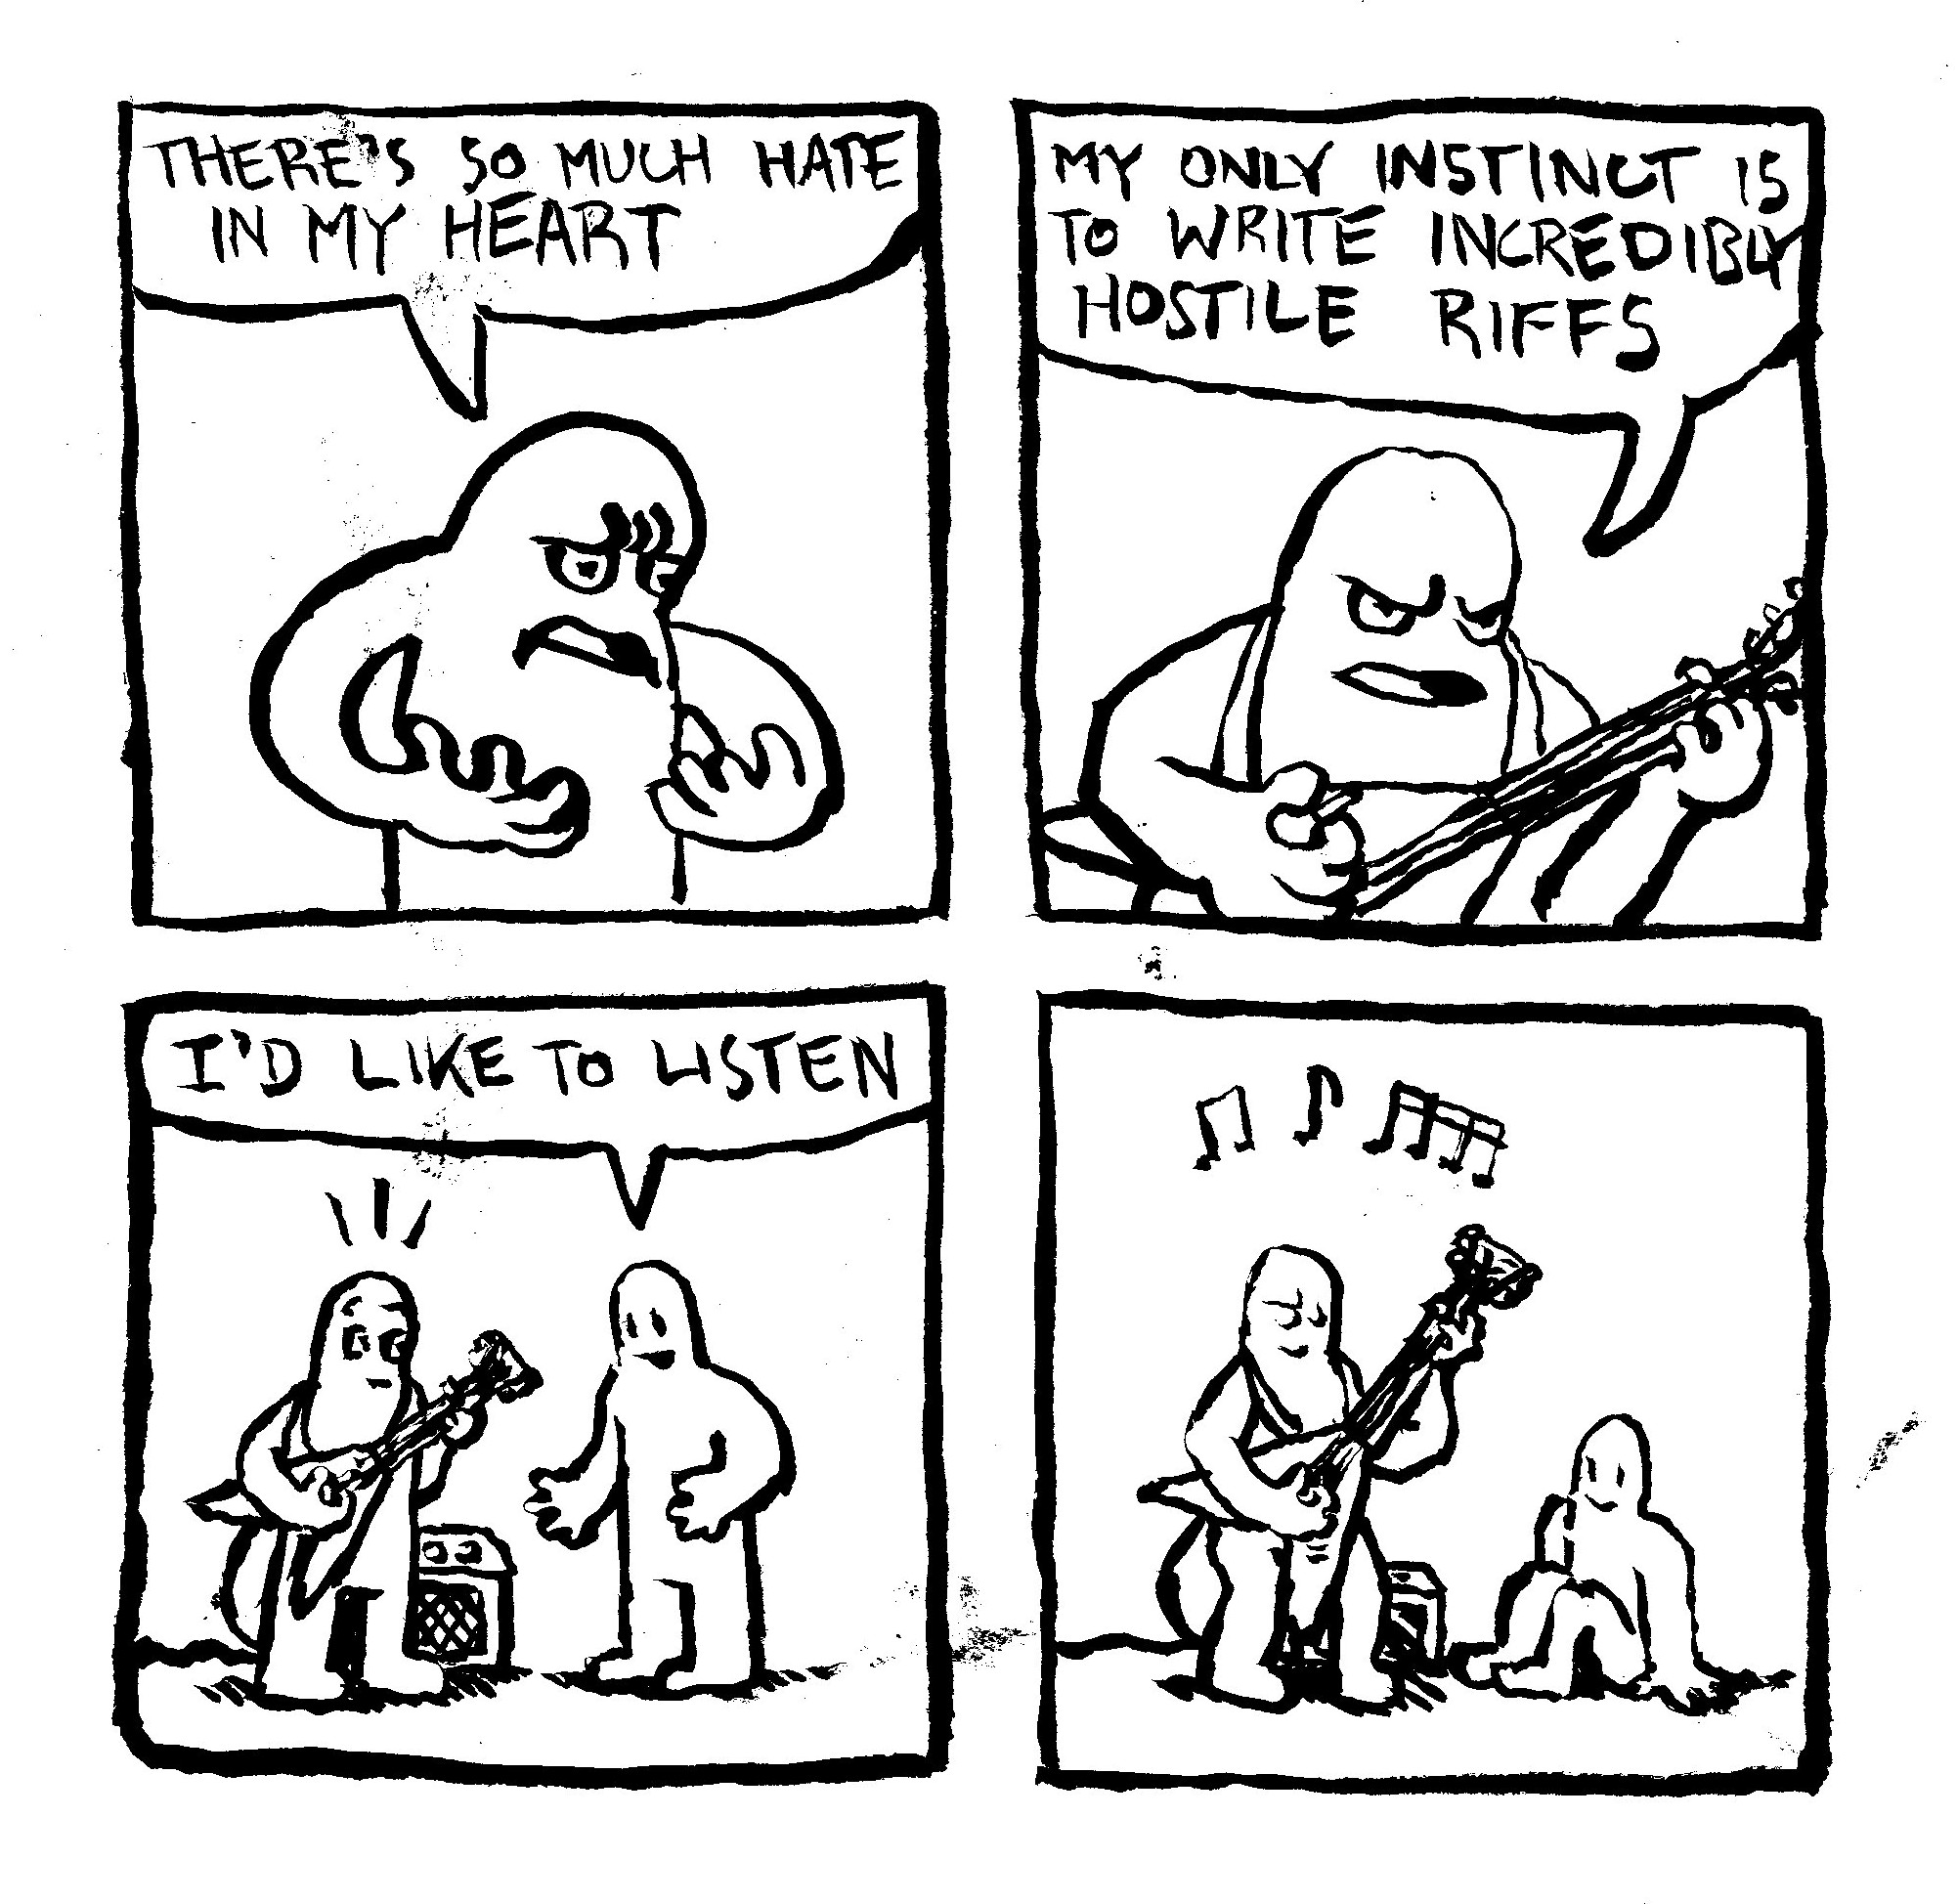 THERE'S SO MUCH HATE
IN MY HEART
MY ONLY INSTINCT IS
TO WRITE INCREDIBLY
HOSTILE RIFFS
I'D LIKE TO LISTEN